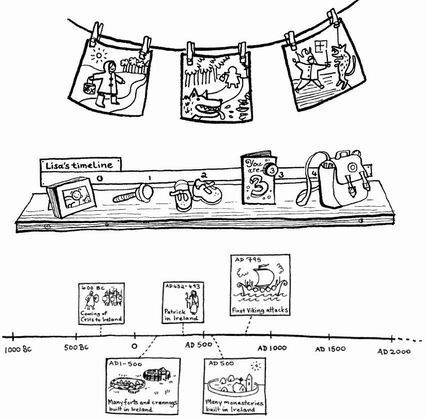 Lisa's timeline
0 1 2 3 4
You
are
3
3
AD 795
First Viking attacks
600 BC
Coming of
Celts to Ireland
AD432-493
Patrick
in Ireland
1000 BC 500 BC 0 AD 500 AD 1000 AD 1500 AD 2000
AD1-500
Many forts and crannogs
built in Ireland
AD 500
Many monasteries
built in Ireland